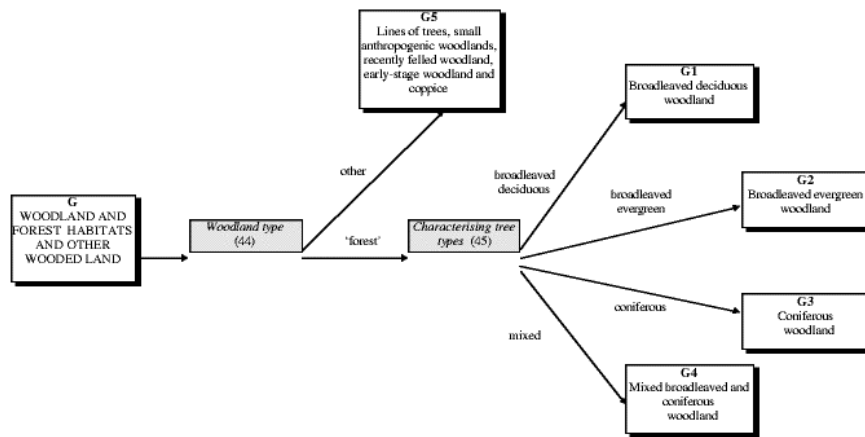 G5
Lines of trees, small
anthropogenic woodlands,
recently felled woodland,
early-stage woodland and
coppice
G1
Broadleaved deciduous
woodland
other
broadleaved
deciduous
G2
Broadleaved evergreen
woodland
broadleaved
evergreen
G
WOODLAND AND
FOREST HABITATS
AND OTHER
WOODED LAND
Woodland type
(44)
'forest'
Characterising tree
types (45)
coniferous
G3
Coniferous
woodland
mixed
G4
Mixed broadleaved and
coniferous
woodland